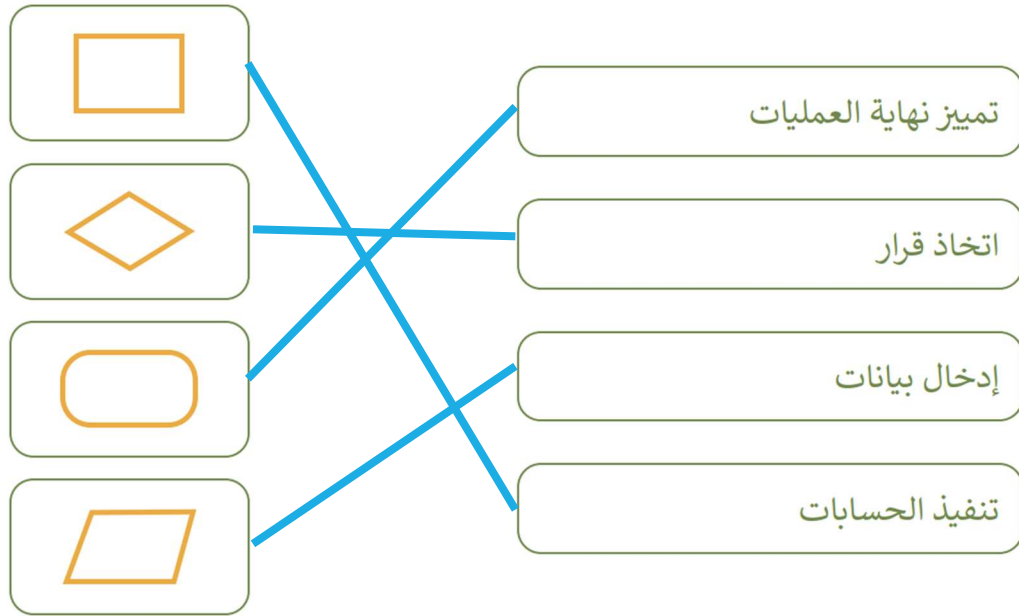 تمييز نهاية العمليات
اتخاذ قرار
إدخال بيانات
تنفيذ الحسابات